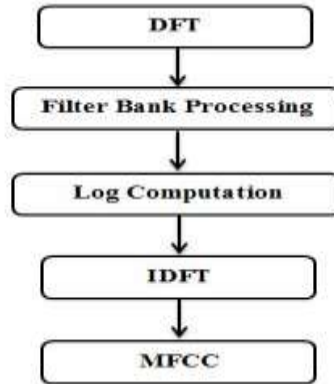 DFT
Filter Bank Processing
Log Computation
IDFT
MFCC